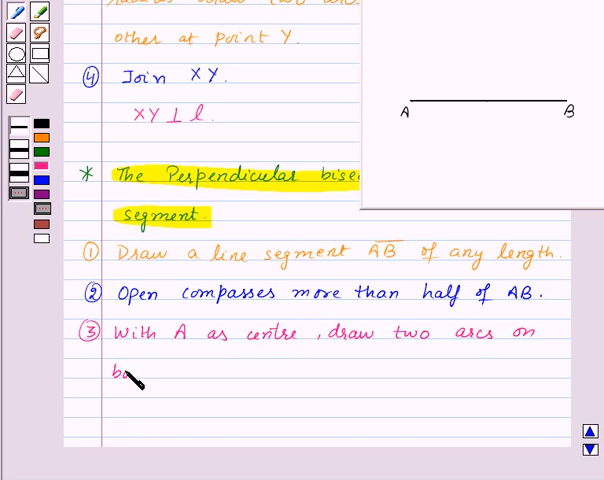 other at point Y.
④ Join XY.
XY ⊥ l.
A B
* The Perpendicular
segment.
① Draw a line segment AB of any length.
② Open compasses more than half of AB.
③ With A as centre, draw two arcs on